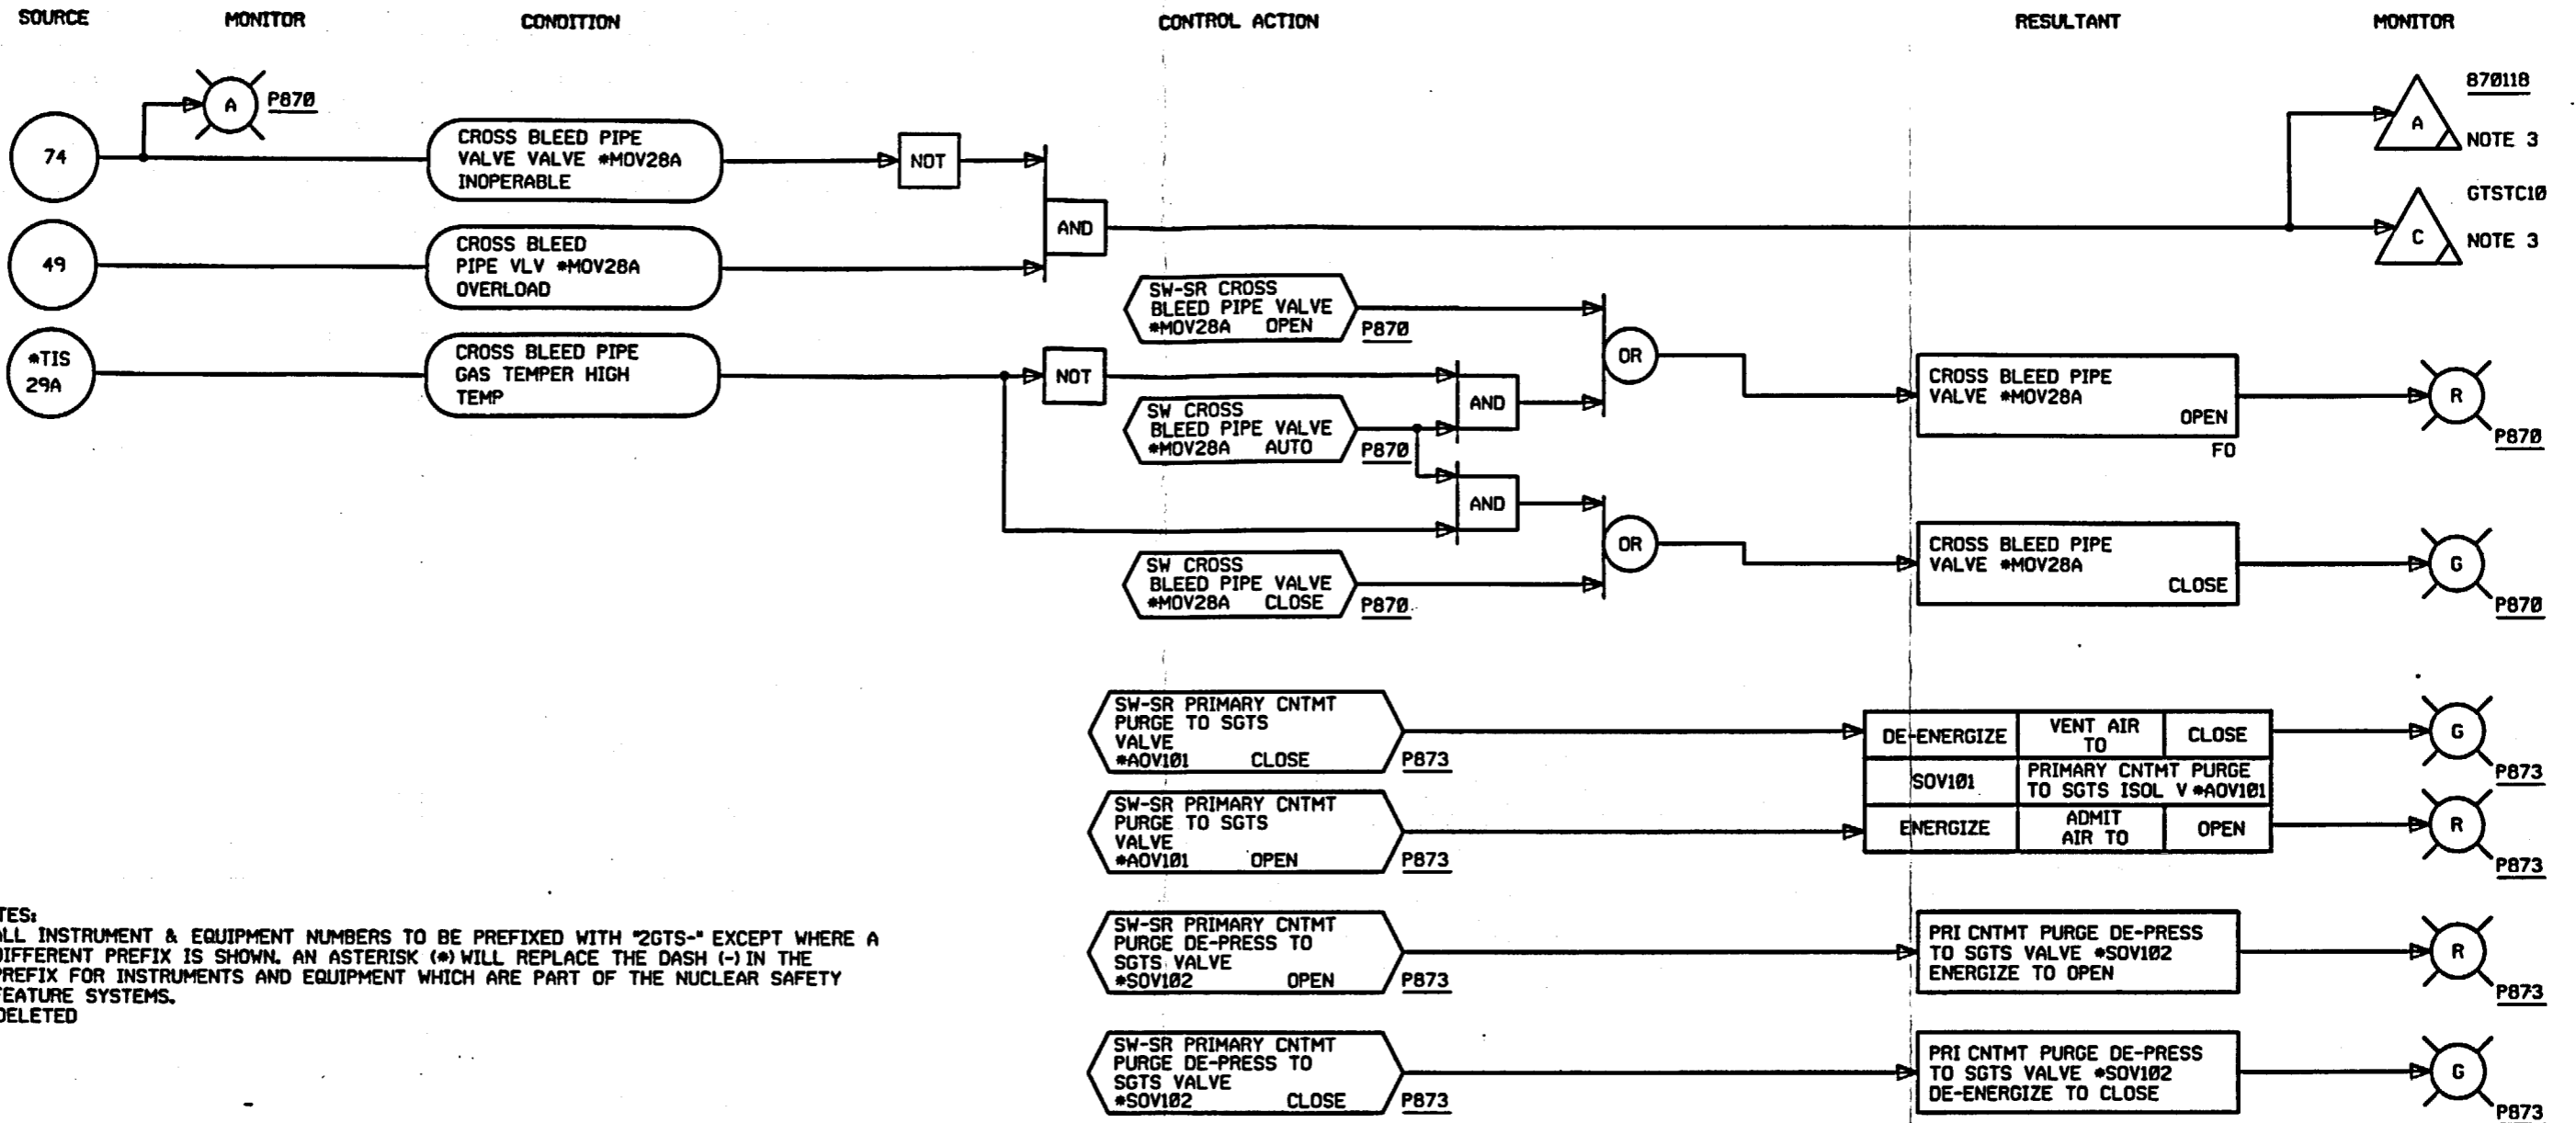 SOURCE MONITOR CONDITION CONTROL ACTION RESULTANT MONITOR
A P870
74
CROSS BLEED PIPE
VALVE VALVE *MOV28A
INOPERABLE
NOT
AND
870118
A
NOTE 3
GTSTC10
C
NOTE 3
49
CROSS BLEED
PIPE VLV *MOV28A
OVERLOAD
SW-SR CROSS
BLEED PIPE VALVE
*MOV28A OPEN
P870
*TIS
29A
CROSS BLEED PIPE
GAS TEMPER HIGH
TEMP
NOT
SW CROSS
BLEED PIPE VALVE
*MOV28A AUTO
P870
AND
OR
CROSS BLEED PIPE
VALVE *MOV28A
OPEN
FO
R
P870
AND
SW CROSS
BLEED PIPE VALVE
*MOV28A CLOSE
P870
OR
CROSS BLEED PIPE
VALVE *MOV28A
CLOSE
G
P870
SW-SR PRIMARY CNTMT
PURGE TO SGTS
VALVE
*AOV101 CLOSE
P873
DE-ENERGIZE VENT AIR
TO
CLOSE
G
P873
SOV101 PRIMARY CNTMT PURGE
TO SGTS ISOL V *AOV101
SW-SR PRIMARY CNTMT
PURGE TO SGTS
VALVE
*AOV101 OPEN
P873
ENERGIZE ADMIT
AIR TO
OPEN
R
P873
SW-SR PRIMARY CNTMT
PURGE DE-PRESS TO
SGTS VALVE
*SOV102 OPEN
P873
PRI CNTMT PURGE DE-PRESS
TO SGTS VALVE *SOV102
ENERGIZE TO OPEN
R
P873
SW-SR PRIMARY CNTMT
PURGE DE-PRESS TO
SGTS VALVE
*SOV102 CLOSE
P873
PRI CNTMT PURGE DE-PRESS
TO SGTS VALVE *SOV102
DE-ENERGIZE TO CLOSE
G
P873
TES:
ALL INSTRUMENT & EQUIPMENT NUMBERS TO BE PREFIXED WITH "2GTS-" EXCEPT WHERE A
DIFFERENT PREFIX IS SHOWN. AN ASTERISK (*) WILL REPLACE THE DASH (-) IN THE
PREFIX FOR INSTRUMENTS AND EQUIPMENT WHICH ARE PART OF THE NUCLEAR SAFETY
FEATURE SYSTEMS.
DELETED